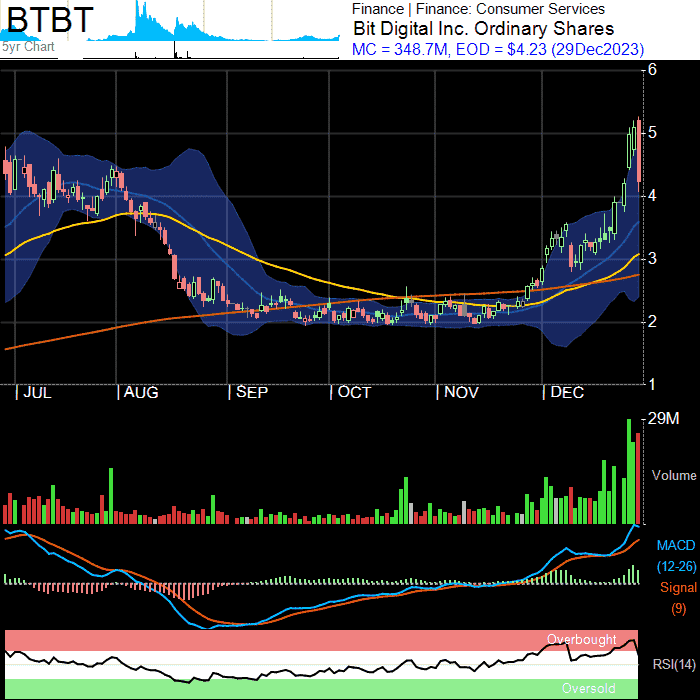 BTBT
5yr Chart
Finance | Finance: Consumer Services
Bit Digital Inc. Ordinary Shares
MC = 348.7M, EOD = $4.23 (29Dec2023)
6
5
4
3
2
1
JUL AUG SEP OCT NOV DEC
29M
Volume
MACD
(12-26)
Signal
(9)
Overbought
RSI(14)
Oversold